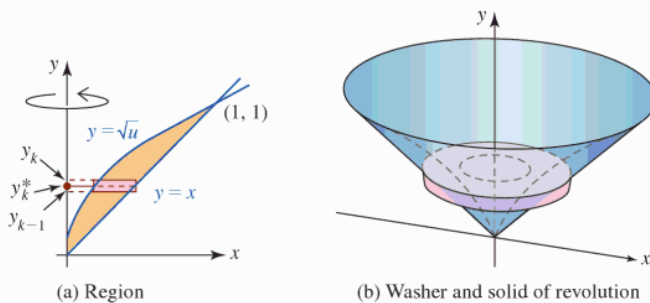 y
(1, 1)
y = √u
y_k
y_k^*
y_{k−1}
y = x
x
(a) Region
y
x
(b) Washer and solid of revolution